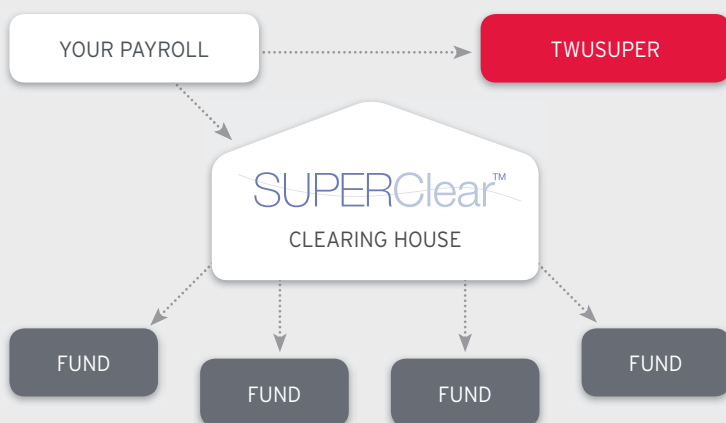 YOUR PAYROLL
TWUSUPER
SUPERClear™
CLEARING HOUSE
FUND
FUND
FUND
FUND